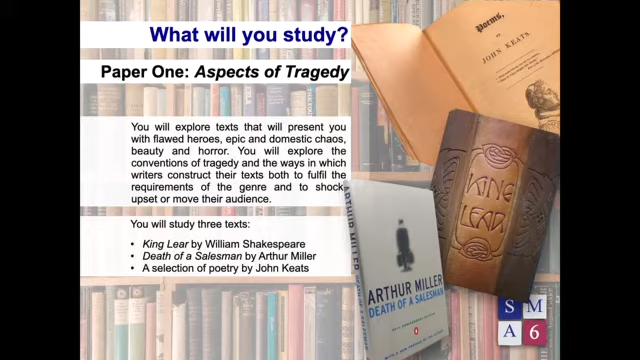 What will you study?
Paper One: Aspects of Tragedy
You will explore texts that will present you
with flawed heroes, epic and domestic chaos,
beauty and horror. You will explore the
conventions of tragedy and the ways in which
writers construct their texts both to fulfil the
requirements of the genre and to shock,
upset or move their audience.
You will study three texts:
• King Lear by William Shakespeare
• Death of a Salesman by Arthur Miller
• A selection of poetry by John Keats
Poems,
BY
JOHN KEATS
KING
LEAR
ARTHUR MILLER
ARTHUR MILLER
DEATH OF A SALESMAN
S M
A 6